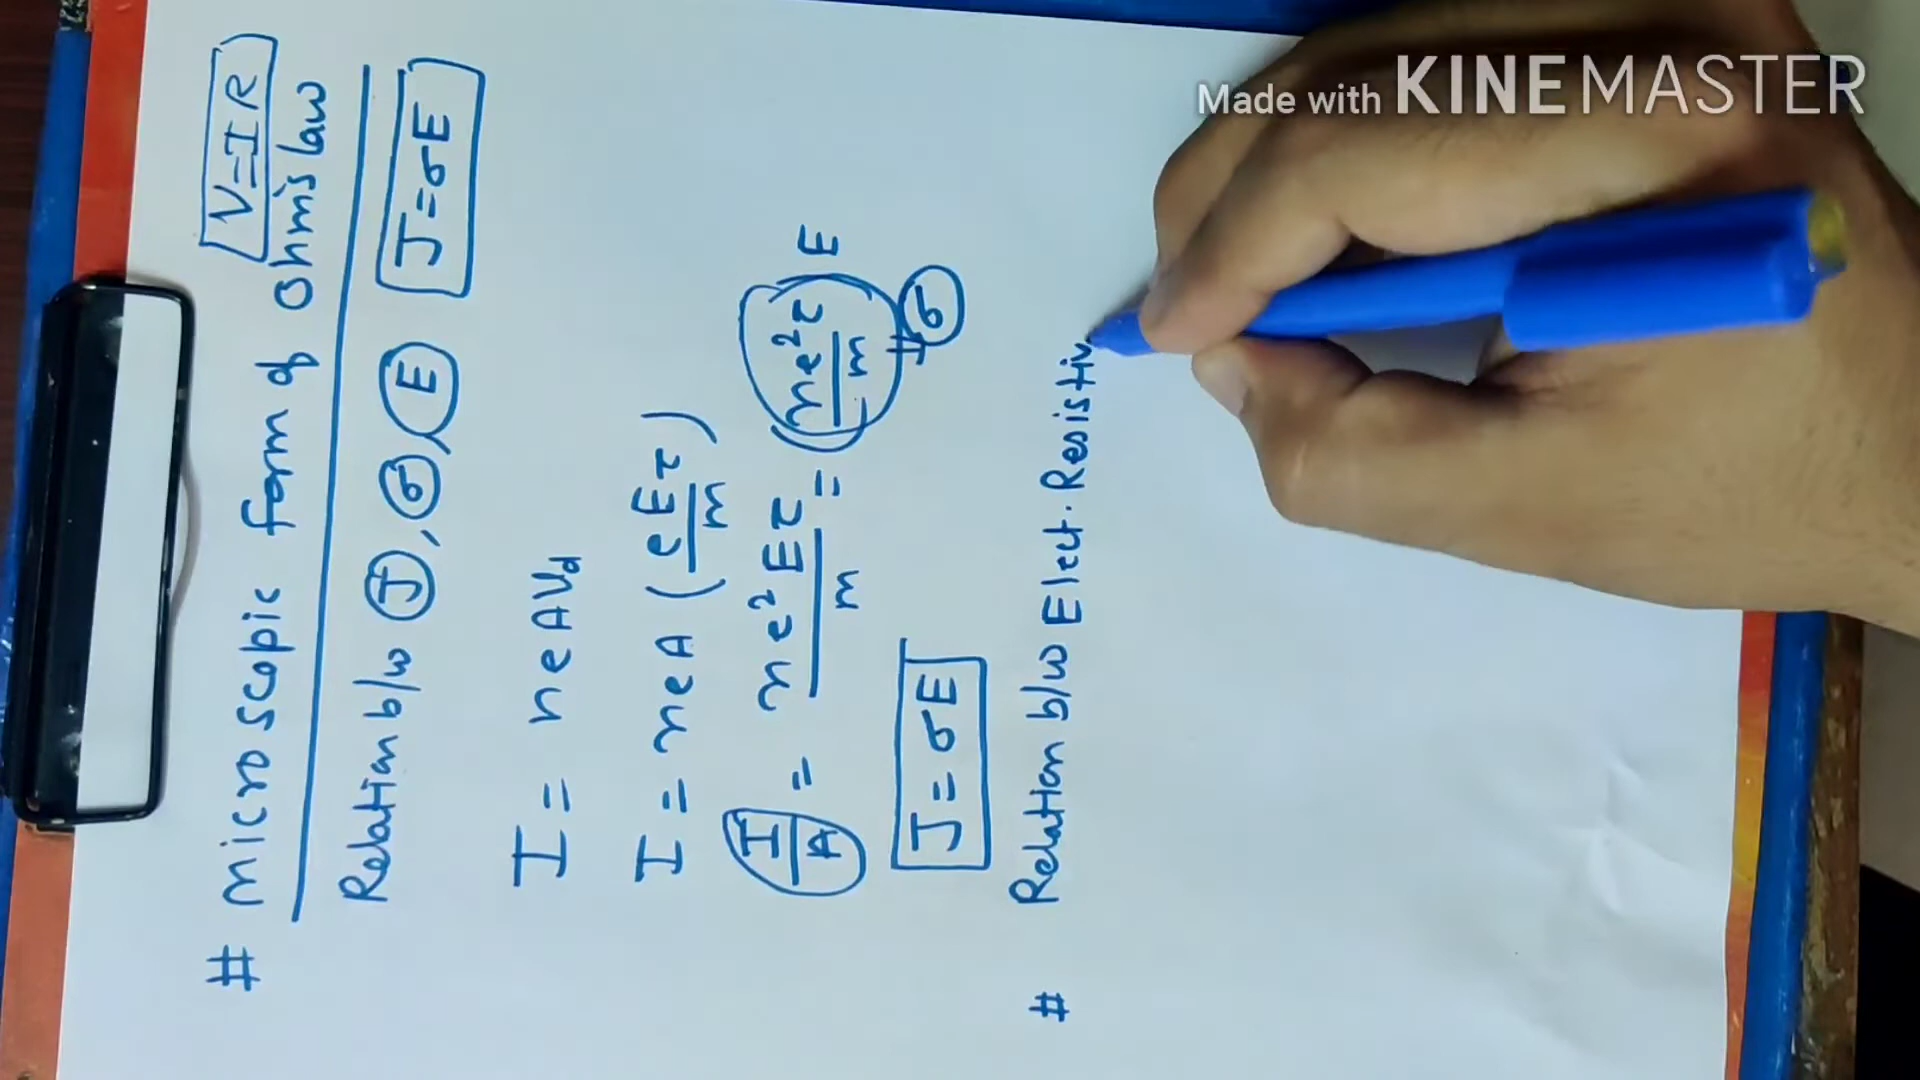 Made with KINEMASTER
V=IR
# microscopic form of Ohm's law
Relation b/w J, σ, E J=σE
I = neAVd
I = neA (eEτ/m)
I/A = ne²Eτ/m = (ne²τ/m) E
σ
J=σE
# Relation b/w Elect. Resistiv